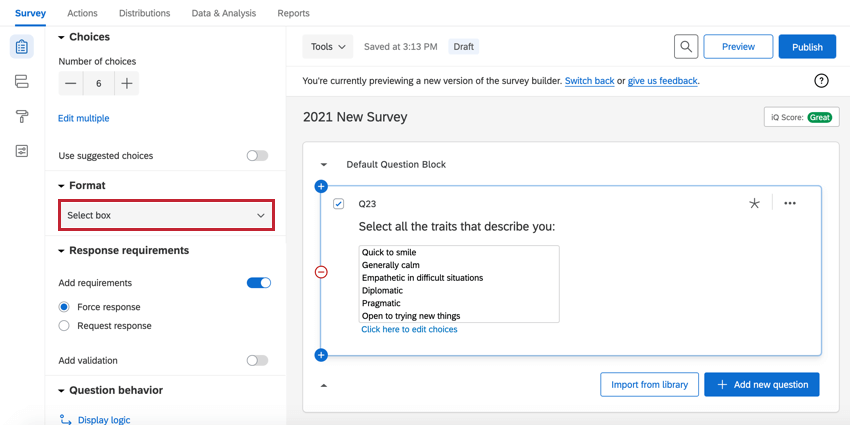 Survey Actions Distributions Data & Analysis Reports
Choices
Number of choices
6
Edit multiple
Use suggested choices
Format
Select box
Response requirements
Add requirements
Force response
Request response
Add validation
Question behavior
Display logic
Tools Saved at 3:13 PM Draft Preview Publish
You're currently previewing a new version of the survey builder. Switch back or give us feedback. ?
2021 New Survey iQ Score: Great
Default Question Block
Q23
Select all the traits that describe you:
Quick to smile
Generally calm
Empathetic in difficult situations
Diplomatic
Pragmatic
Open to trying new things
Click here to edit choices
Import from library + Add new question